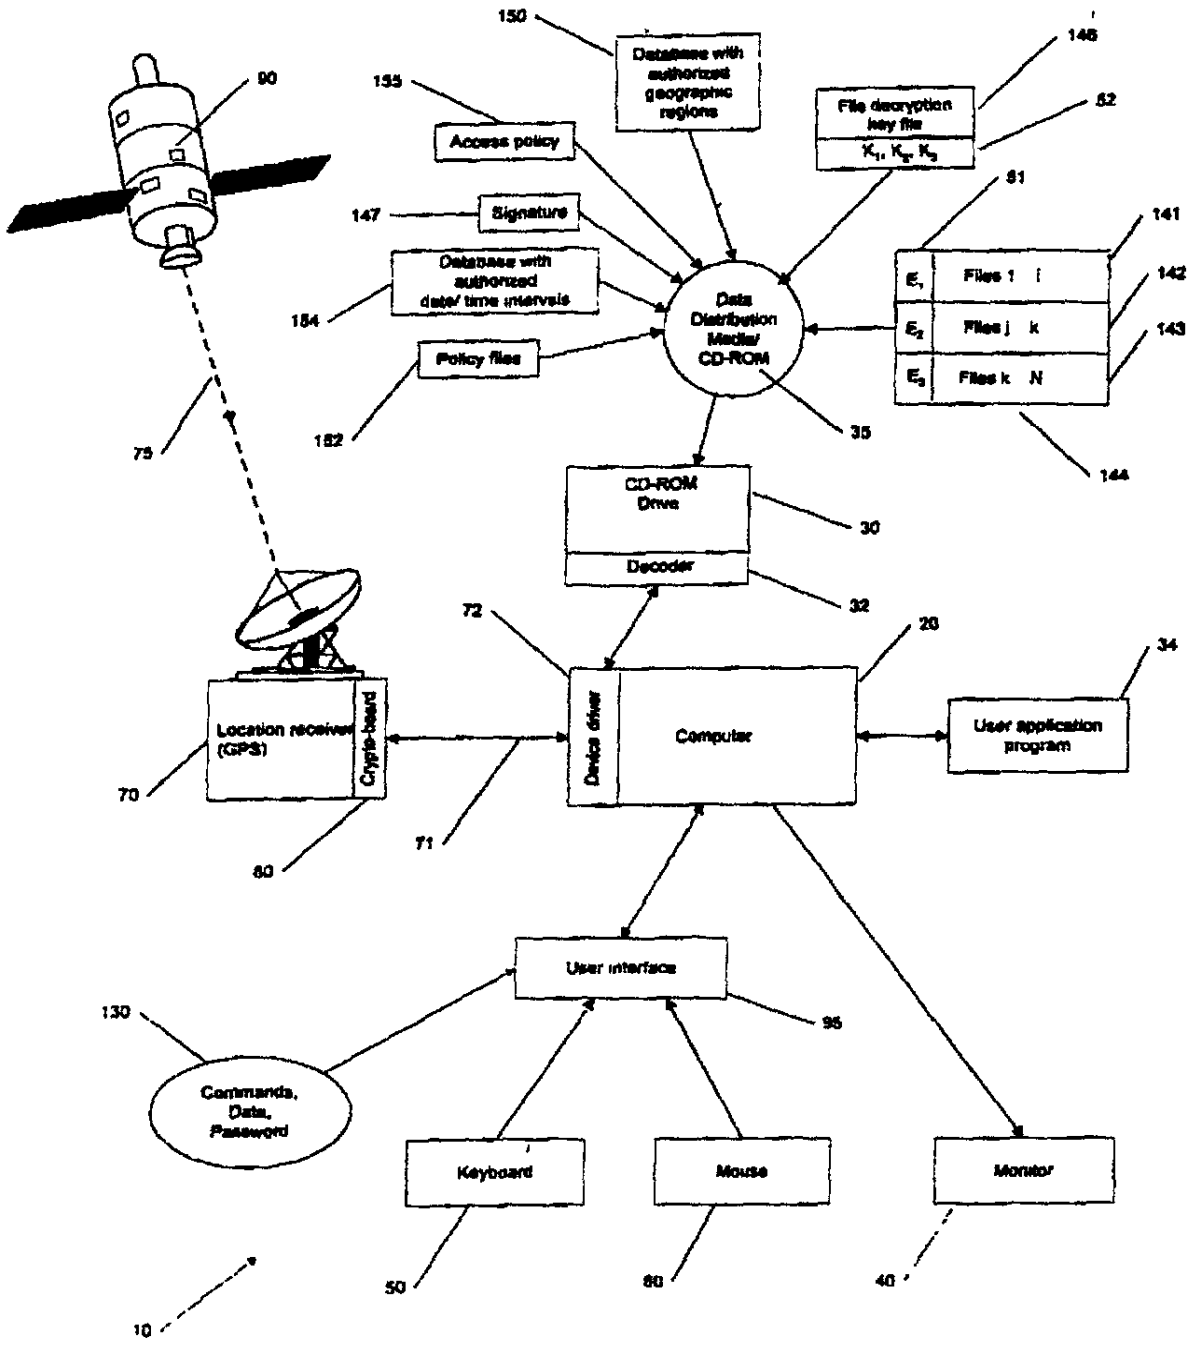 150
Database with
authorized
geographic
regions
146
File decryption
key file
K1, K2, K3
52
90
155
Access policy
51
147
Signature
141
E1 Files 1 i
142
E2 Files j k
143
E3 Files k N
144
Database with
authorized
date/ time intervals
154
Data
Distribution
Media/
CD-ROM
Policy files
152
35
75
CD-ROM
Drive
30
Decoder
32
72
20
34
Location receiver
(GPS)
Crypto-board
Device driver
Computer
User application
program
70
71
80
User interface
95
130
Commands,
Data,
Password
Keyboard
Mouse
Monitor
50
60
40
10